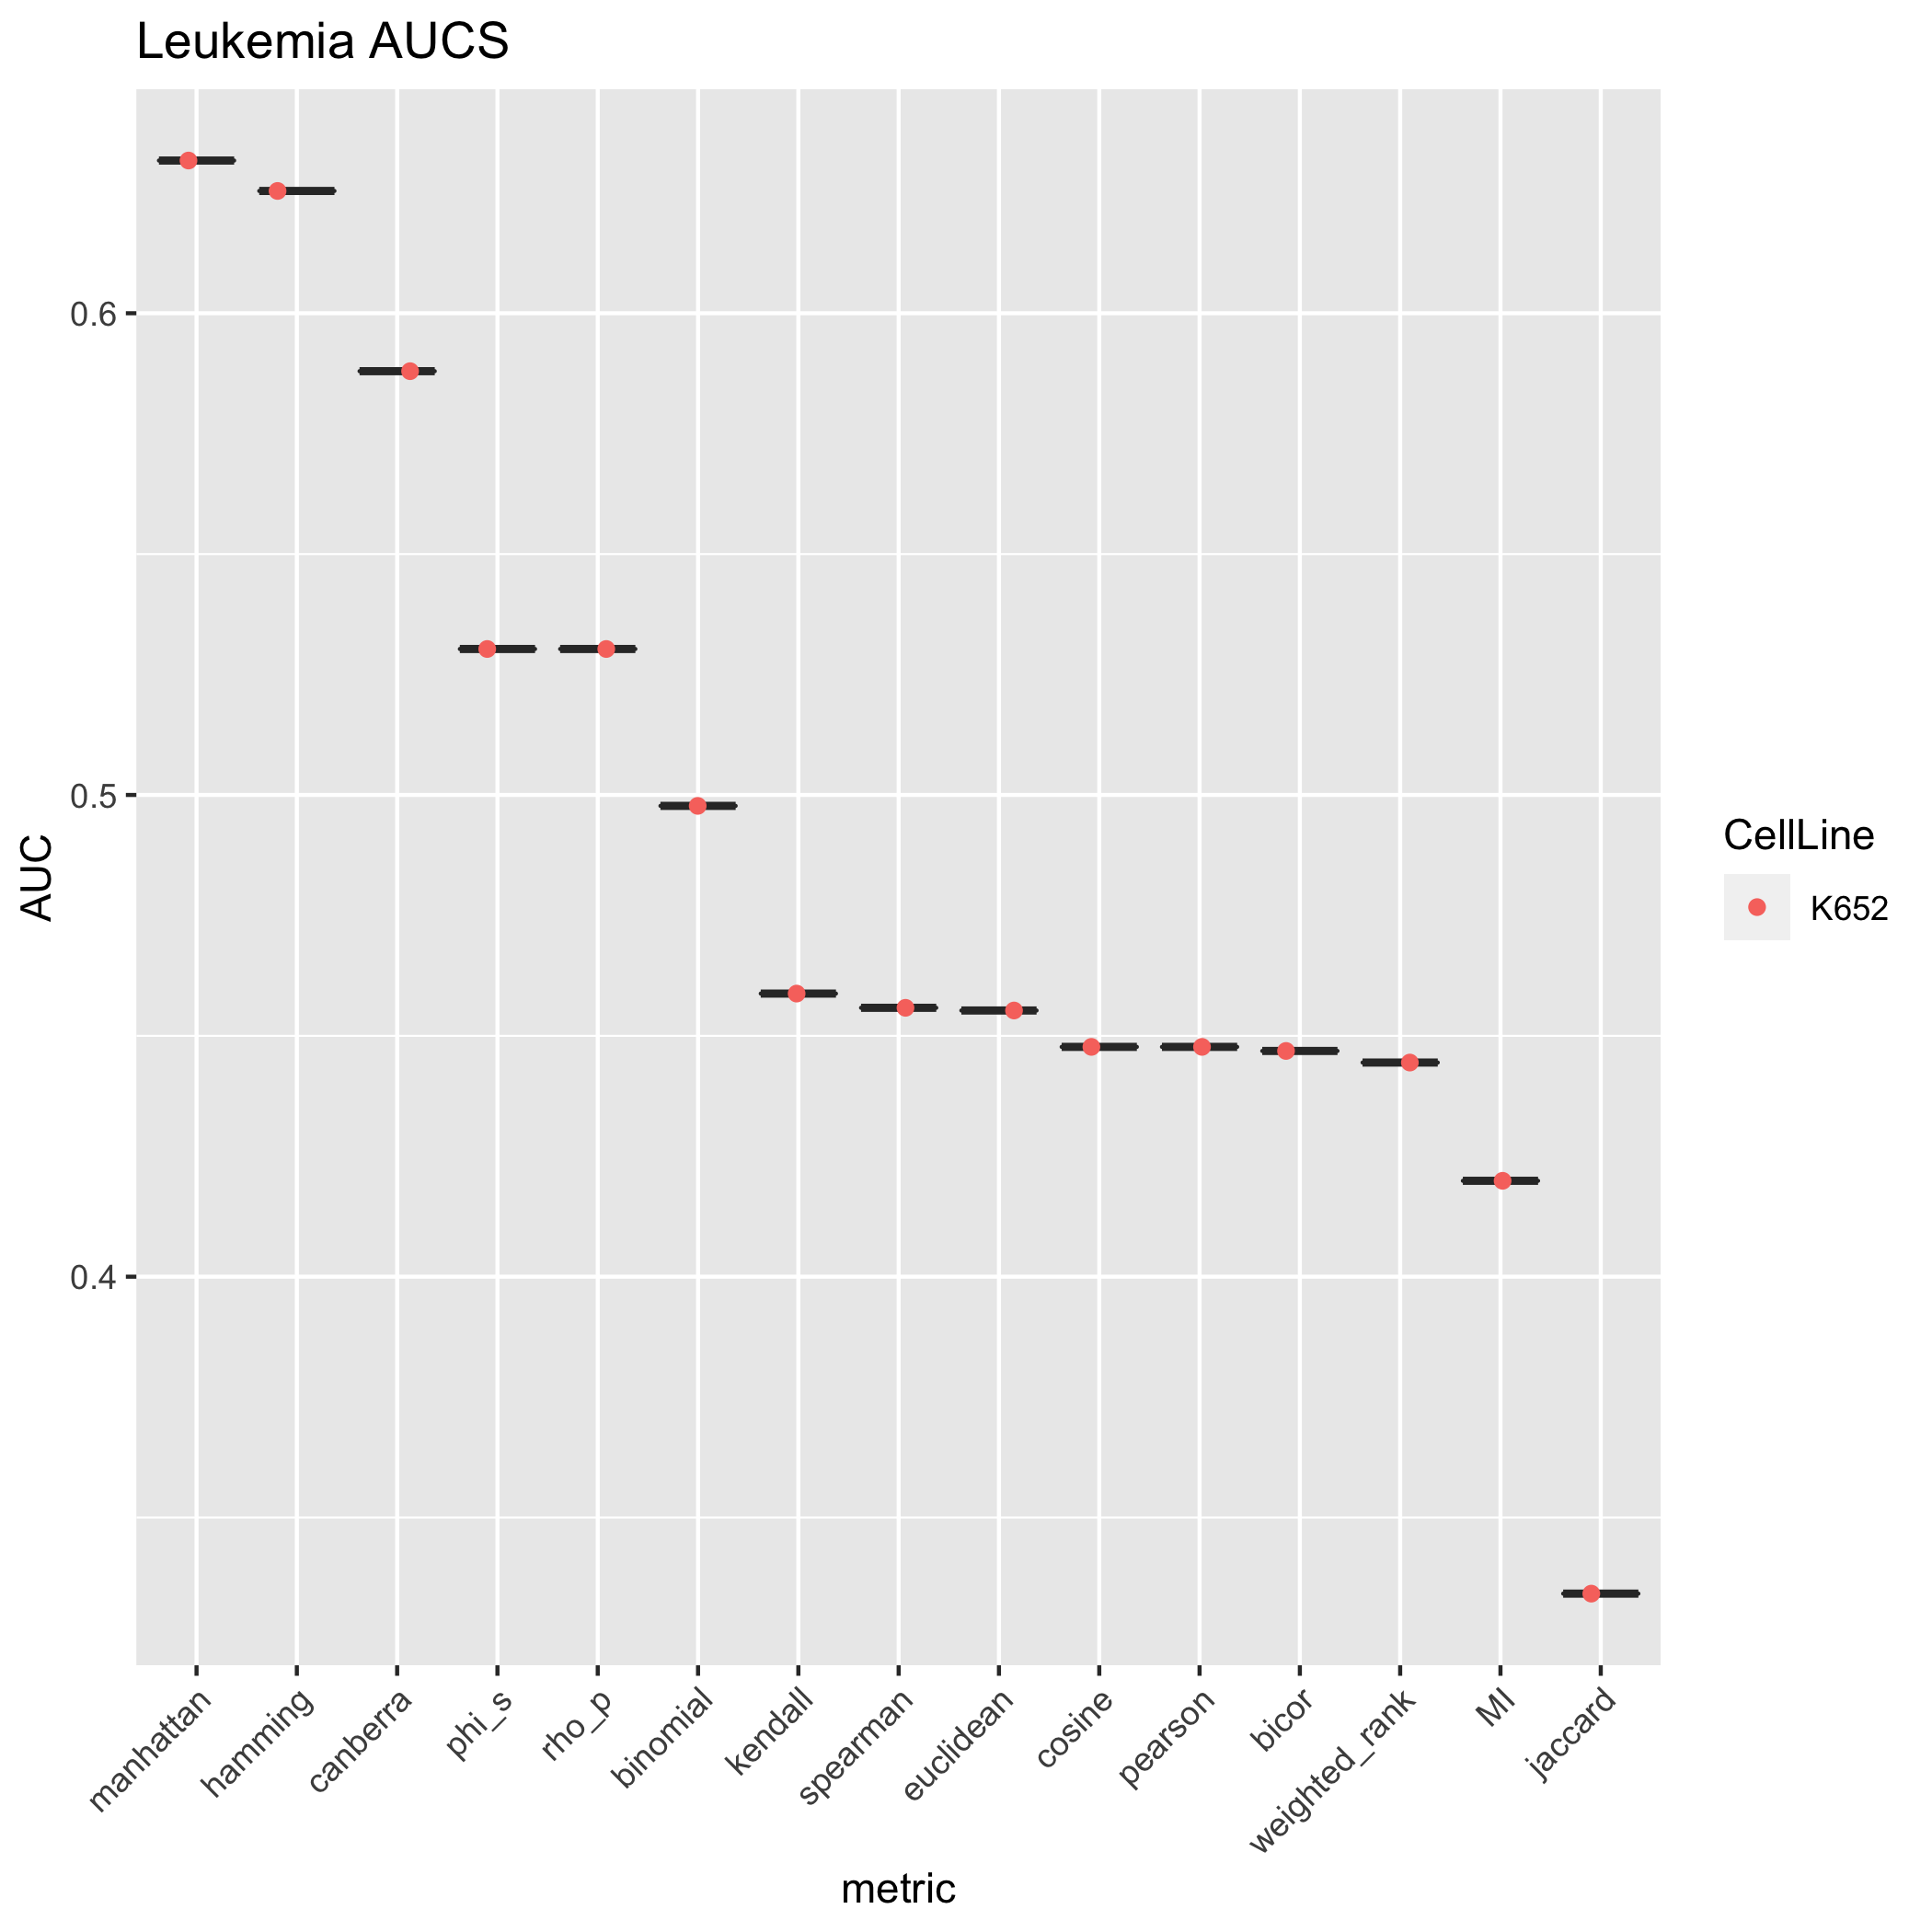 Leukemia AUCS
0.6
0.5
0.4
AUC
CellLine
K652
manhattan
hamming
canberra
phi_s
rho_p
binomial
kendall
spearman
euclidean
cosine
pearson
bicor
weighted_rank
MI
jaccard
metric